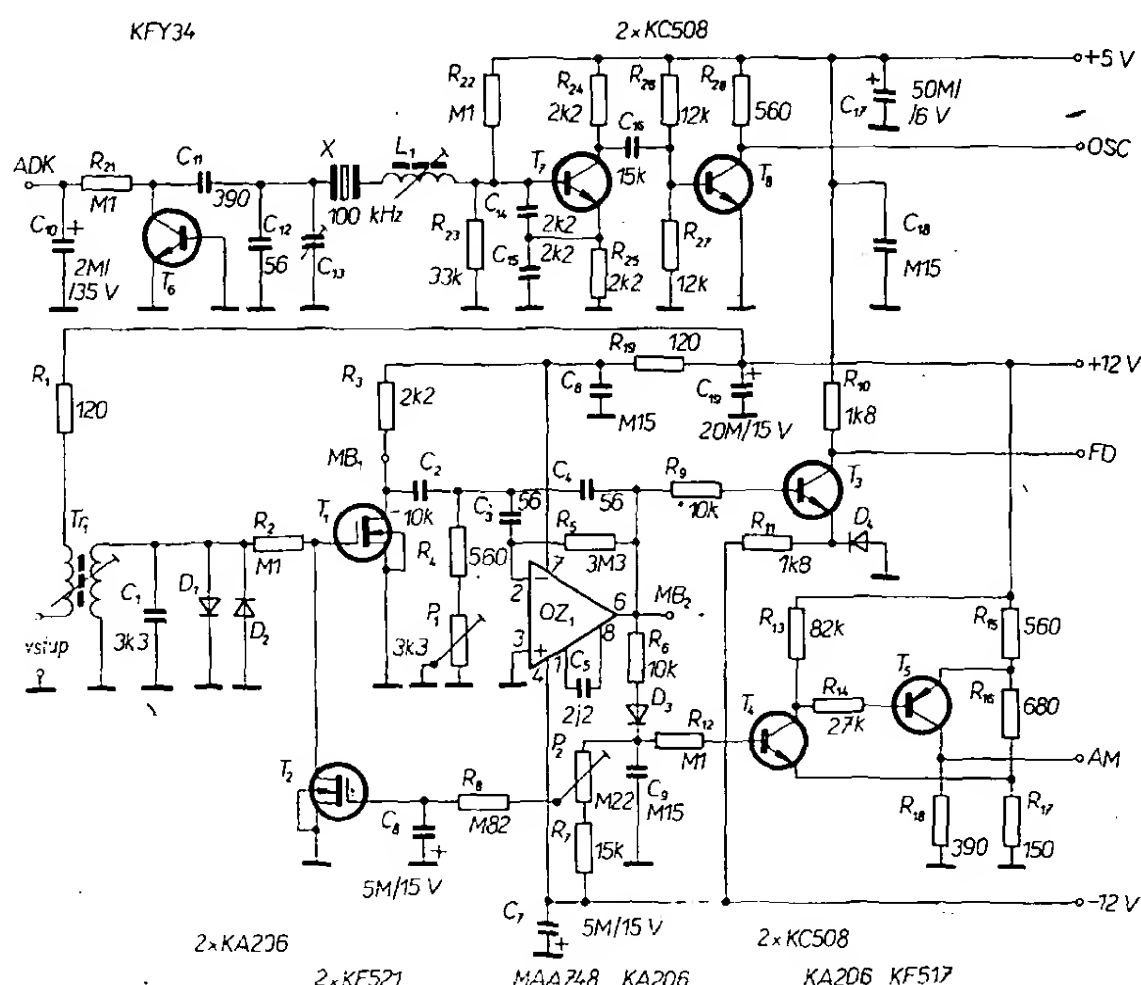 KFY34
2×KC508
+5 V
R22
M1
R24
2k2
R26
12k
R28
560
C17
50M/
/6 V
OSC
ADK
R21
M1
C11
390
X
100 kHz
L1
T7
C16
15k
T8
C10
2M/
/35 V
T6
C12
56
C13
R23
33k
C14
2k2
C15
2k2
R25
2k2
R27
12k
C18
M15
R1
120
R3
2k2
C8
M15
R19
120
C19
20M/15 V
+12 V
R10
1k8
MB1
FD
Tr1
vstup
C1
3k3
D1
D2
R2
M1
T1
C2
10k
R4
560
P1
3k3
C3
56
C4
56
R5
3M3
R9
10k
T3
R11
1k8
D4
2
3
4
7
OZ1
6
8
1
C5
2j2
MB2
R6
10k
D3
R13
82k
R15
560
T5
R14
27k
R16
680
T4
R12
M1
AM
T2
C6
5M/15 V
R8
M82
P2
M22
R7
15k
C9
M15
R18
390
R17
150
-12 V
C7
5M/15 V
2×KA206
2×KC508
2×KF521
MAA748
KA206
KA206
KF517